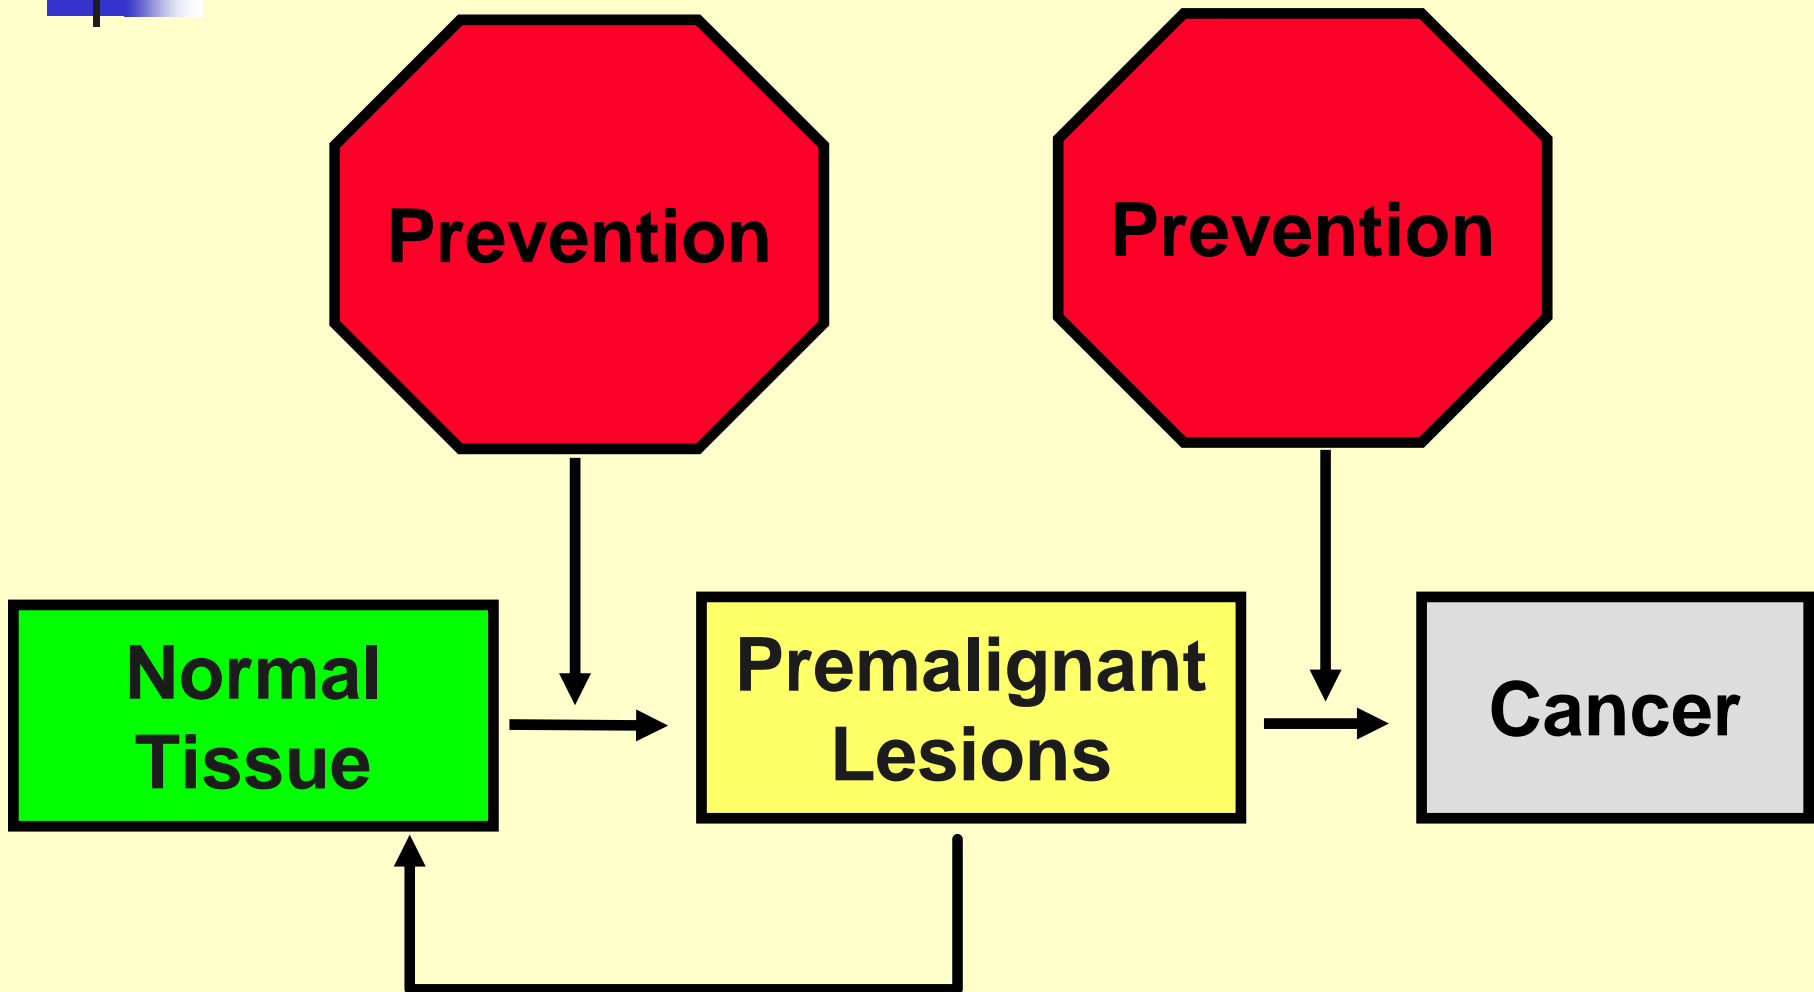 Prevention
Prevention
Normal
Tissue
Premalignant
Lesions
Cancer